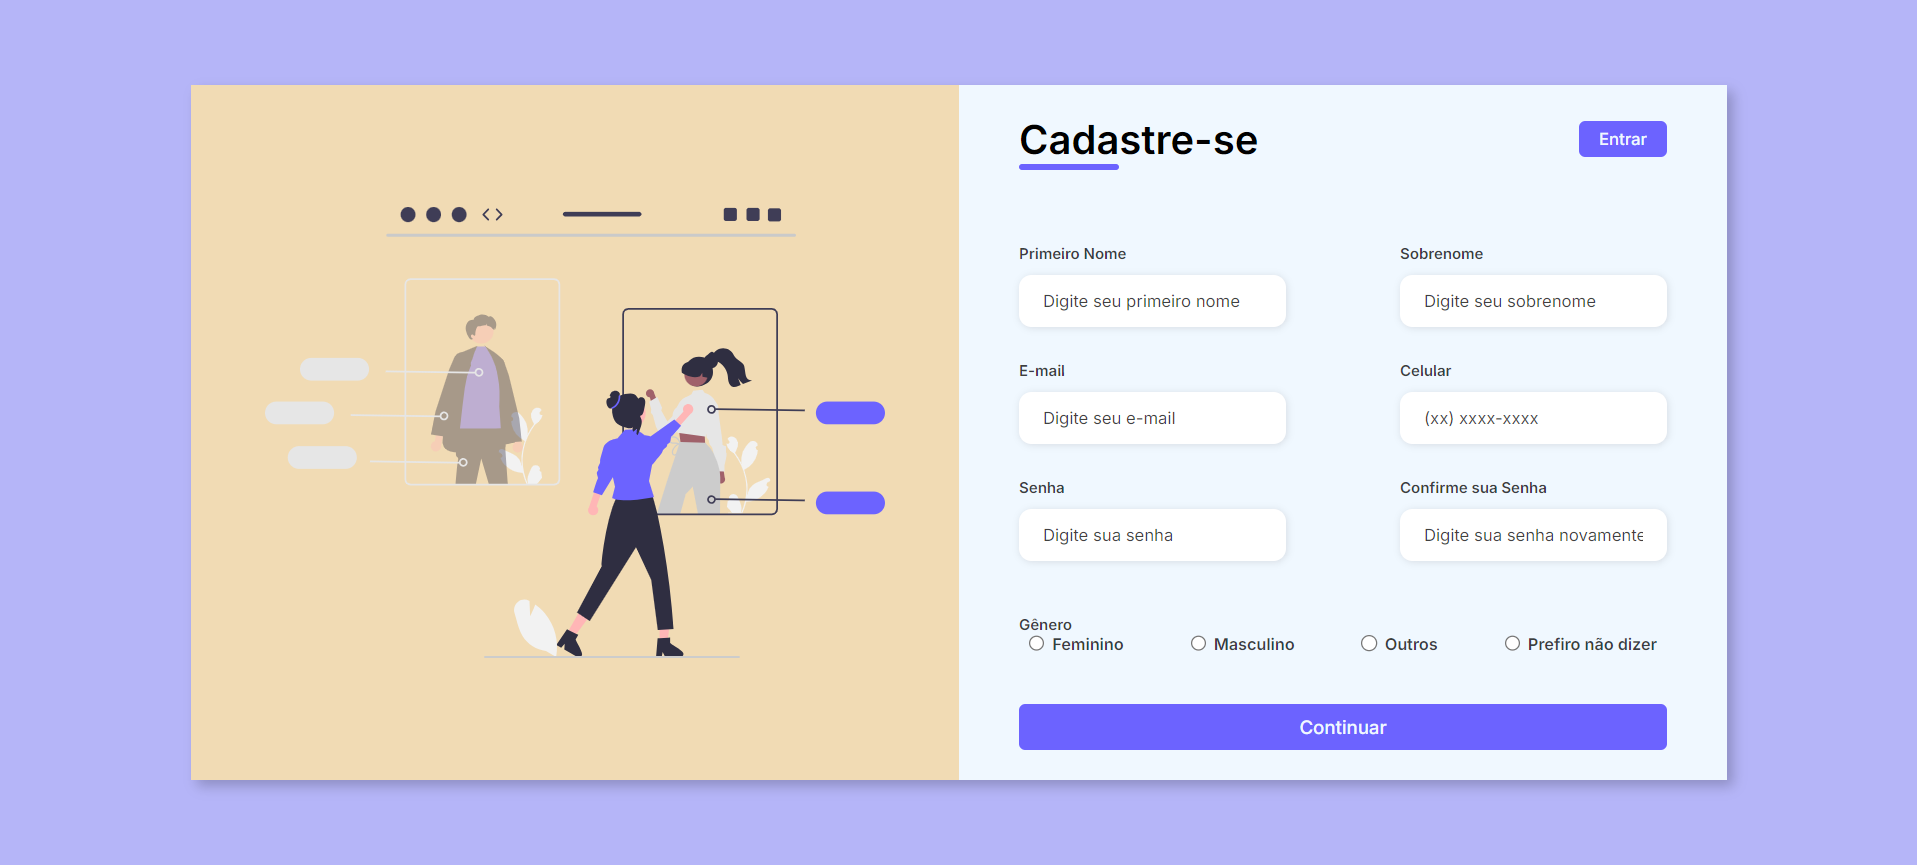 Cadastre-se
Entrar
Primeiro Nome
Sobrenome
Digite seu primeiro nome
Digite seu sobrenome
E-mail
Celular
Digite seu e-mail
(xx) xxxx-xxxx
Senha
Confirme sua Senha
Digite sua senha
Digite sua senha novamente
Gênero
Feminino
Masculino
Outros
Prefiro não dizer
Continuar